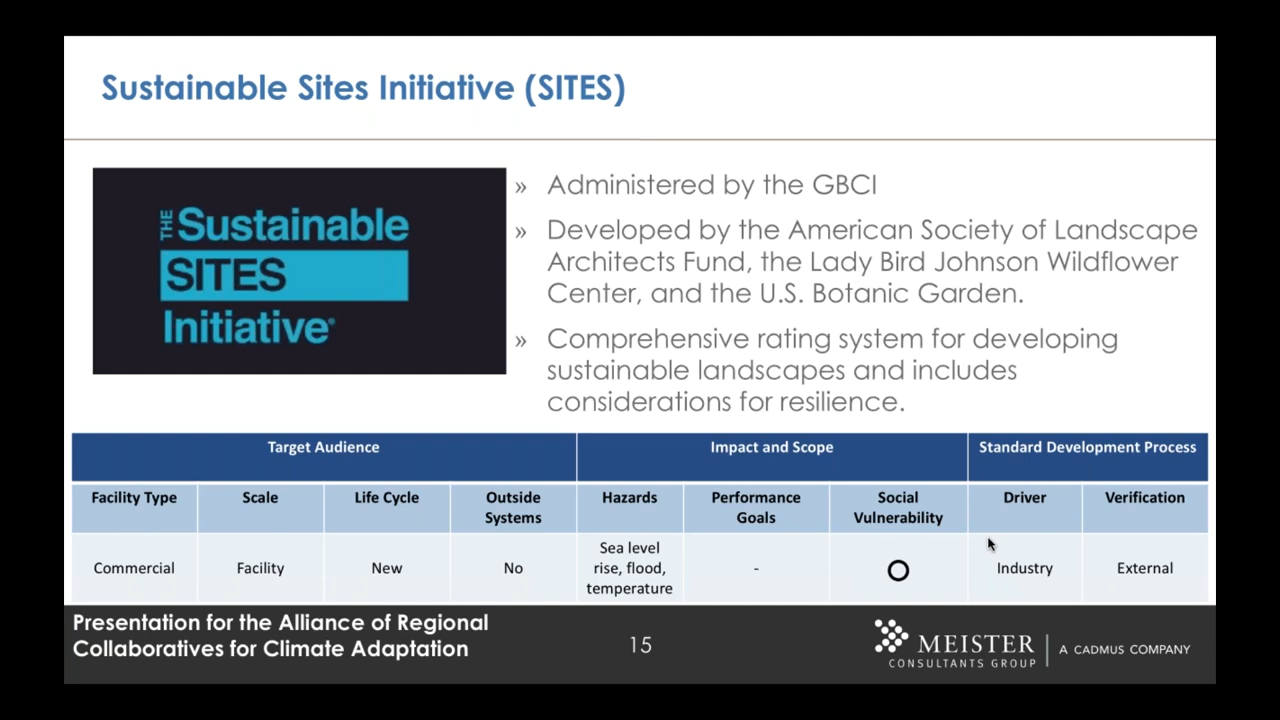 Sustainable Sites Initiative (SITES)
THE Sustainable
SITES
Initiative®
» Administered by the GBCI
» Developed by the American Society of Landscape
Architects Fund, the Lady Bird Johnson Wildflower
Center, and the U.S. Botanic Garden.
» Comprehensive rating system for developing
sustainable landscapes and includes
considerations for resilience.
Target Audience Impact and Scope Standard Development Process
Facility Type Scale Life Cycle Outside Systems Hazards Performance Goals Social Vulnerability Driver Verification
Commercial Facility New No Sea level rise, flood, temperature - Industry External
Presentation for the Alliance of Regional
Collaboratives for Climate Adaptation
15
MEISTER
CONSULTANTS GROUP
A CADMUS COMPANY